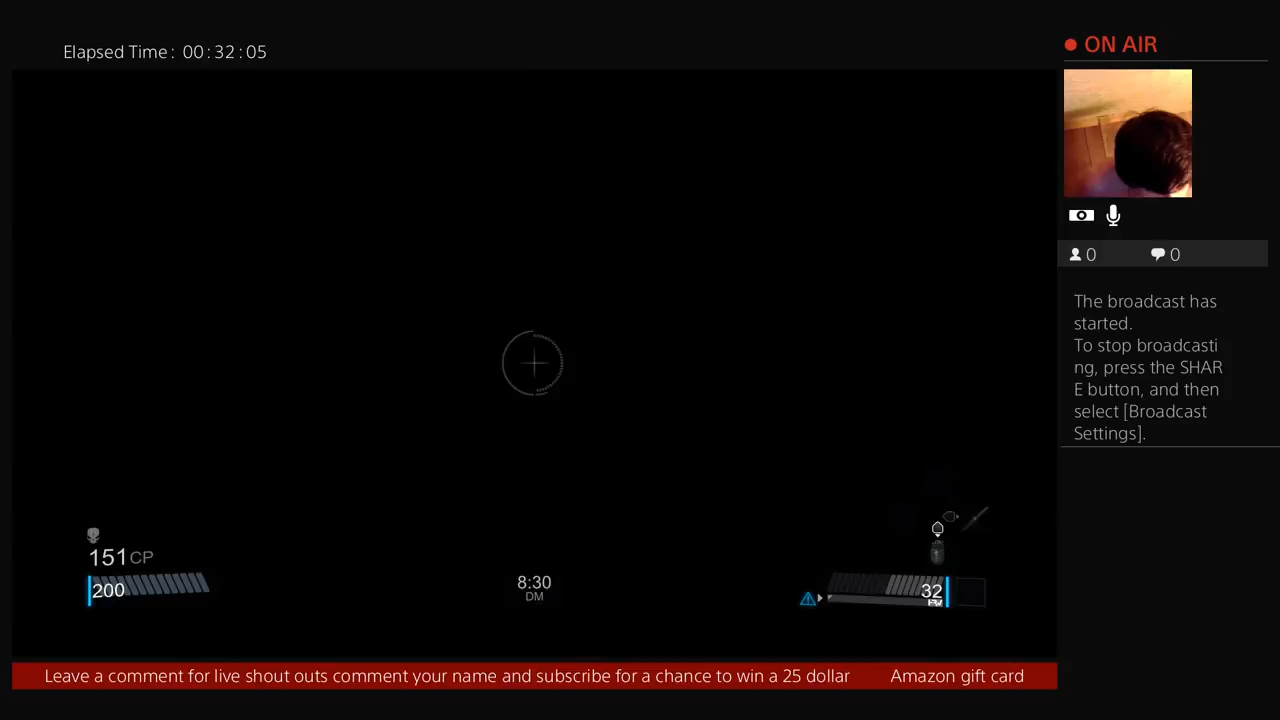 Elapsed Time: 00:32:05
ON AIR
0 0
The broadcast has
started.
To stop broadcasti
ng, press the SHAR
E button, and then
select [Broadcast
Settings].
151CP
200
8:30
DM
32
Leave a comment for live shout outs comment your name and subscribe for a chance to win a 25 dollar Amazon gift card